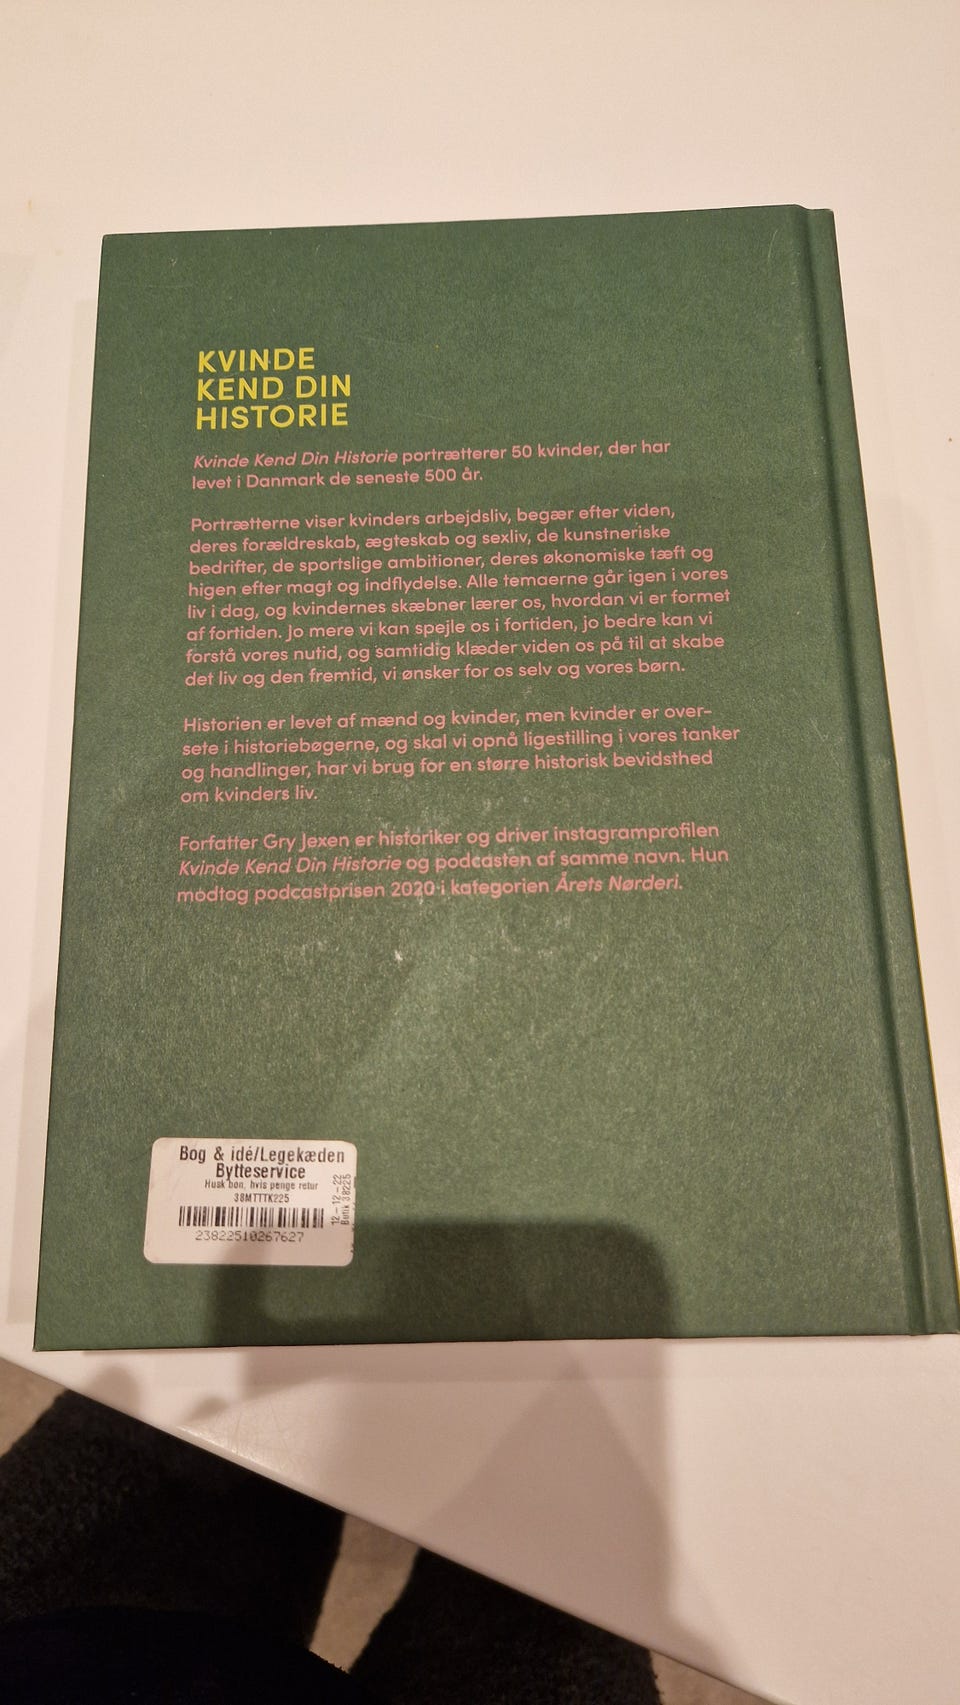 KVINDE
KEND DIN
HISTORIE
Kvinde Kend Din Historie portrætterer 50 kvinder, der har
levet i Danmark de seneste 500 år.
Portrætterne viser kvinders arbejdsliv, begær efter viden,
deres forældreskab, ægteskab og sexliv, de kunstneriske
bedrifter, de sportslige ambitioner, deres økonomiske tæft og
higen efter magt og indflydelse. Alle temaerne går igen i vores
liv i dag, og kvindernes skæbner lærer os, hvordan vi er formet
af fortiden. Jo mere vi kan spejle os i fortiden, jo bedre kan vi
forstå vores nutid, og samtidig klæder viden os på til at skabe
det liv og den fremtid, vi ønsker for os selv og vores børn.
Historien er levet af mænd og kvinder, men kvinder er over-
sete i historiebøgerne, og skal vi opnå ligestilling i vores tanker
og handlinger, har vi brug for en større historisk bevidsthed
om kvinders liv.
Forfatter Gry Jexen er historiker og driver instagramprofilen
Kvinde Kend Din Historie og podcasten af samme navn. Hun
modtog podcastprisen 2020 i kategorien Årets Nørderi.
Bog & idé/Legekæden
Bytteservice
Husk bon, hvis penge retur
38MTTTK225
23822510267627
12-12-22
Butik 38225